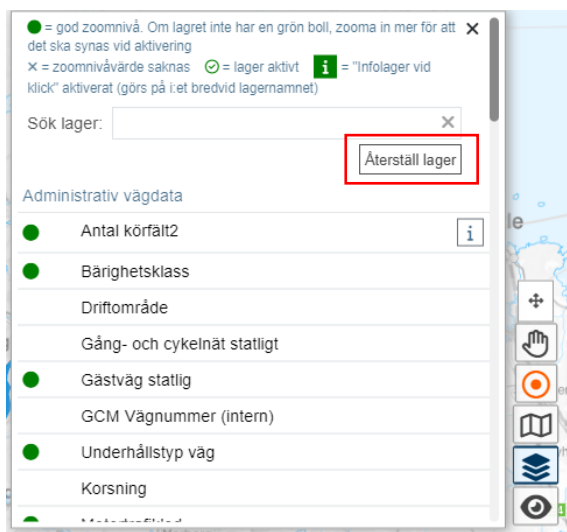 = god zoomnivå. Om lagret inte har en grön boll, zooma in mer för att
det ska synas vid aktivering
✕ = zoomnivåvärde saknas = lager aktivt i = "Infolager vid
klick" aktiverat (görs på i:et bredvid lagernamnet)
Sök lager:
Återställ lager
Administrativ vägdata
Antal körfält2 i
Bärighetsklass
Driftområde
Gång- och cykelnät statligt
Gästväg statlig
GCM Vägnummer (intern)
Underhållstyp väg
Korsning